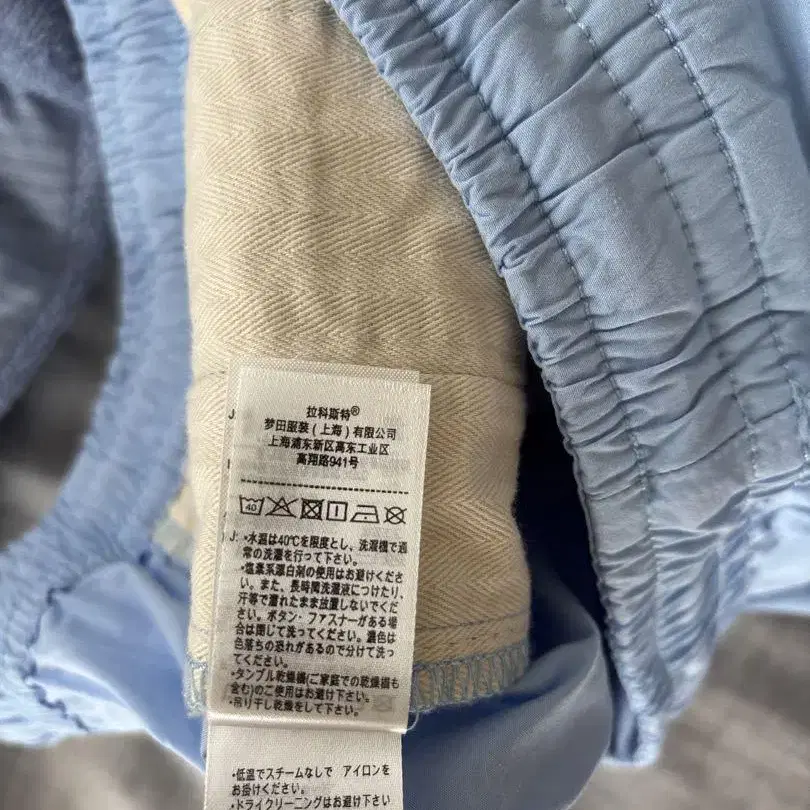 拉科斯特®
梦田服装(上海)有限公司
上海浦东新区高东工业区
高翔路941号
40
J: •水温は40℃を限度とし、洗濯機で通
常の洗濯を行って下さい。
•塩素系漂白剤の使用はお避けくださ
い。また、長時間洗濯液につけたり、
汗等で濡れたまま放置しないでくだ
さい。ボタン・ファスナーがある場
合は閉じて洗ってください。濃色は
色落ちの恐れがあるので分けて洗っ
てください。
•タンブル乾燥機(ご家庭での乾燥機も
含む)のご使用はお避け下さい。
•吊り干し乾燥をして下さい。
•低温でスチームなしで アイロンを
お掛けください。
•ドライクリーニングはお避け下さい